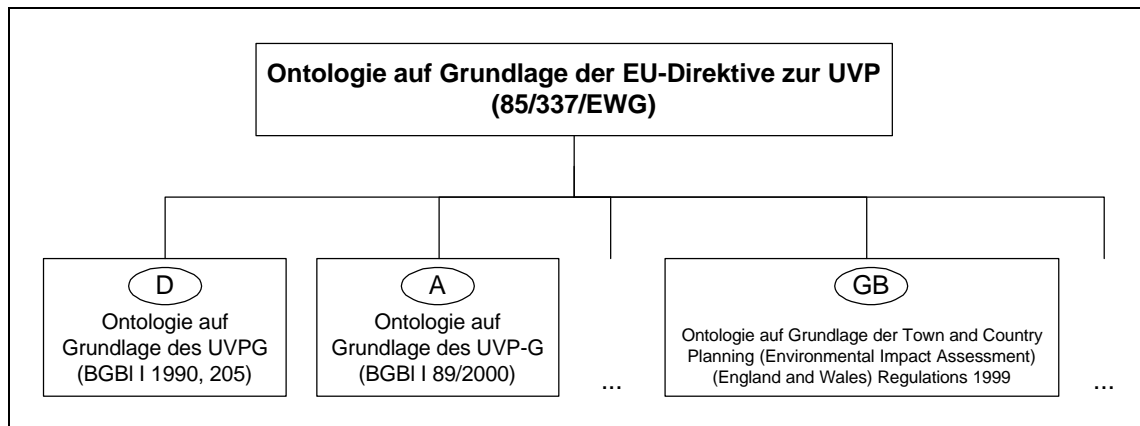 Ontologie auf Grundlage der EU-Direktive zur UVP
(85/337/EWG)
D
Ontologie auf
Grundlage des UVPG
(BGBl I 1990, 205)
A
Ontologie auf
Grundlage des UVP-G
(BGBl I 89/2000)
...
GB
Ontologie auf Grundlage der Town and Country
Planning (Environmental Impact Assessment)
(England and Wales) Regulations 1999
...